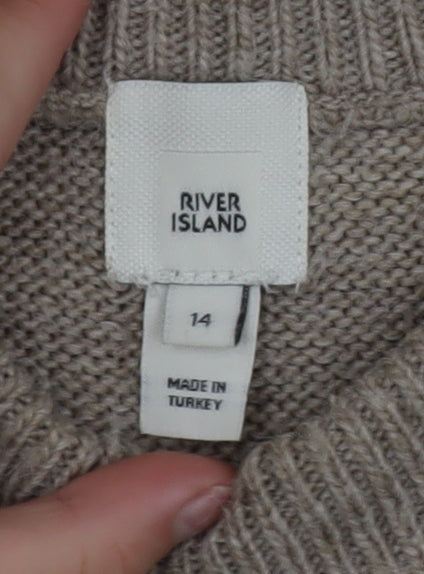 RIVER
ISLAND
14
MADE IN
TURKEY